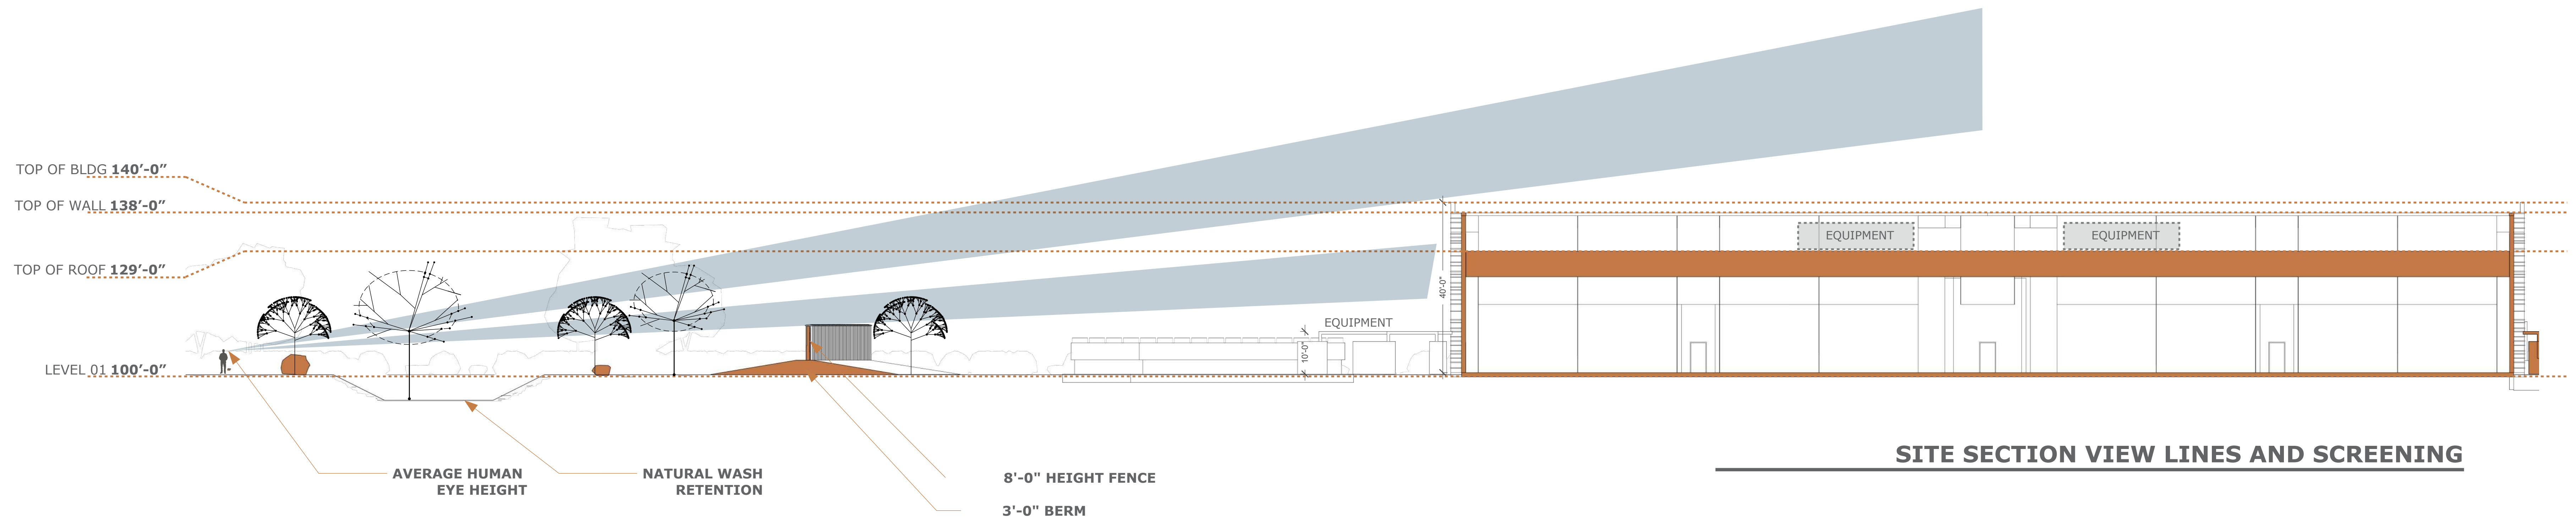 TOP OF BLDG 140’-0”
TOP OF WALL 138’-0”
TOP OF ROOF 129’-0”
LEVEL 01 100’-0”
EQUIPMENT
EQUIPMENT
40'-0"
EQUIPMENT
10'-0"
AVERAGE HUMAN
EYE HEIGHT
NATURAL WASH
RETENTION
8'-0" HEIGHT FENCE
3'-0" BERM
SITE SECTION VIEW LINES AND SCREENING